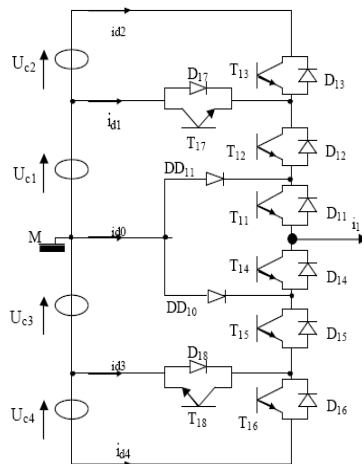 id2
Uc2
T13
D13
D17
id1
T17
T12
D12
Uc1
DD11
T11
D11
M
id0
i1
T14
D14
Uc3
DD10
T15
D15
id3
D18
Uc4
T18
T16
D16
id4